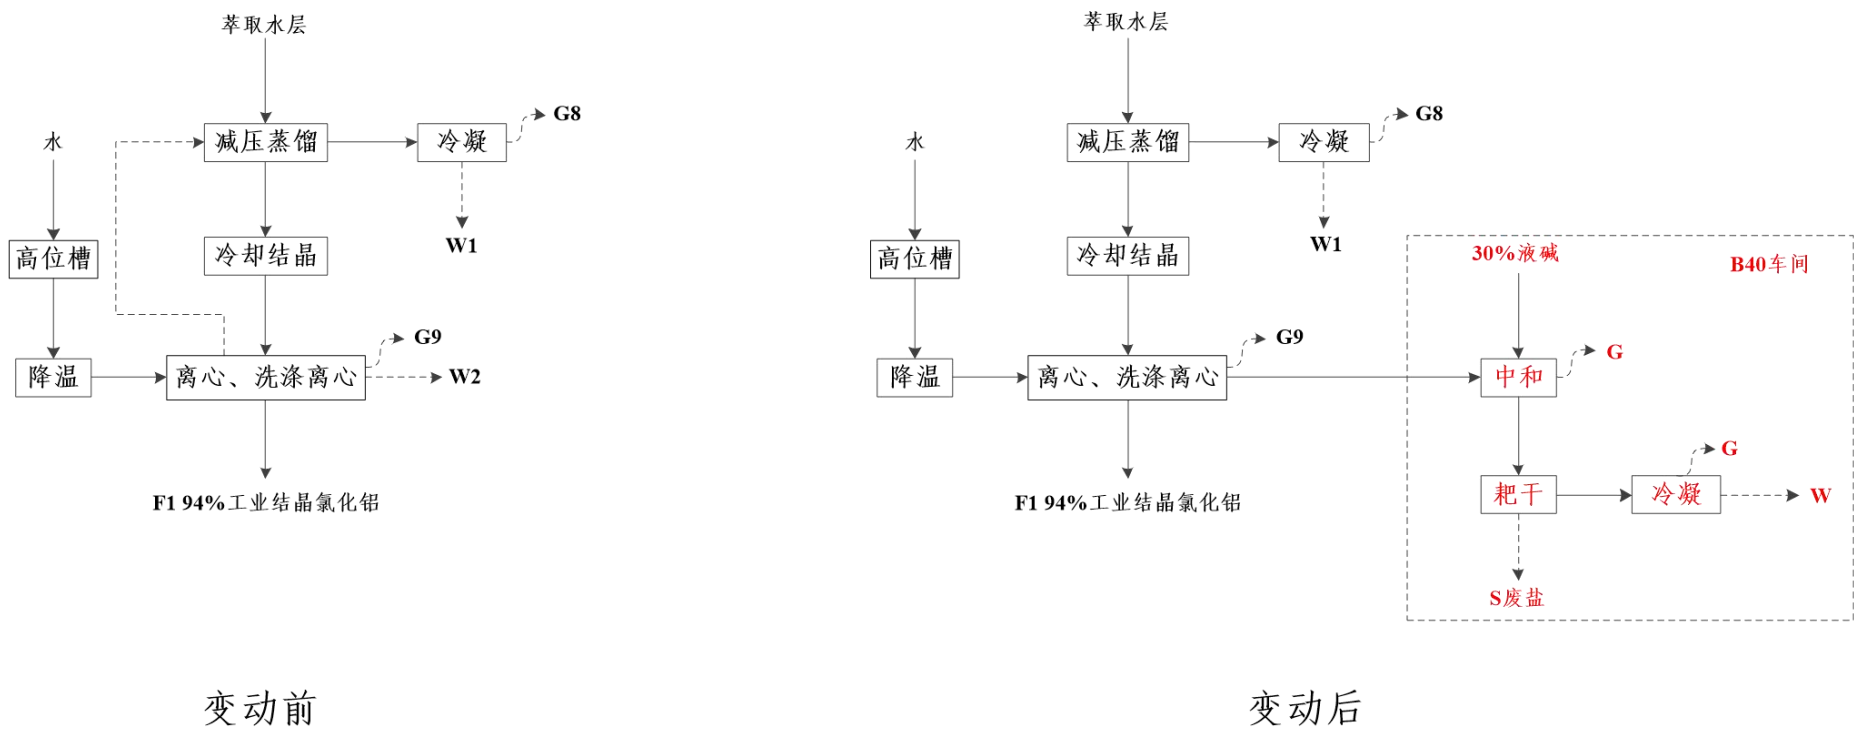 萃取水层
减压蒸馏
冷凝
G8
水
W1
高位槽
冷却结晶
G9
降温
离心、洗涤离心
W2
F1 94%工业结晶氯化铝
变动前
萃取水层
减压蒸馏
冷凝
G8
水
W1
高位槽
冷却结晶
30%液碱
B40车间
G9
降温
离心、洗涤离心
中和
G
G
耙干
冷凝
W
F1 94%工业结晶氯化铝
S废盐
变动后